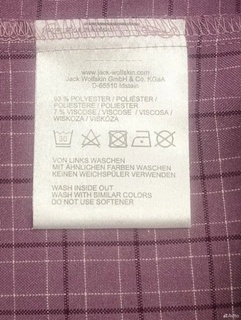 www.jack-wolfskin.com
Jack Wolfskin GmbH & Co. KGaA
D-65510 Idstein
93 % POLYESTER / POLIÉSTER /
POLIESTERE / POLIESTER
7 % VISCOSE / VISCOSE / VISCOSA /
WISKOZA / WISKOZA
VON LINKS WASCHEN
MIT ÄHNLICHEN FARBEN WASCHEN
KEINEN WEICHSPÜLER VERWENDEN
WASH INSIDE OUT
WASH WITH SIMILAR COLORS
DO NOT USE SOFTENER